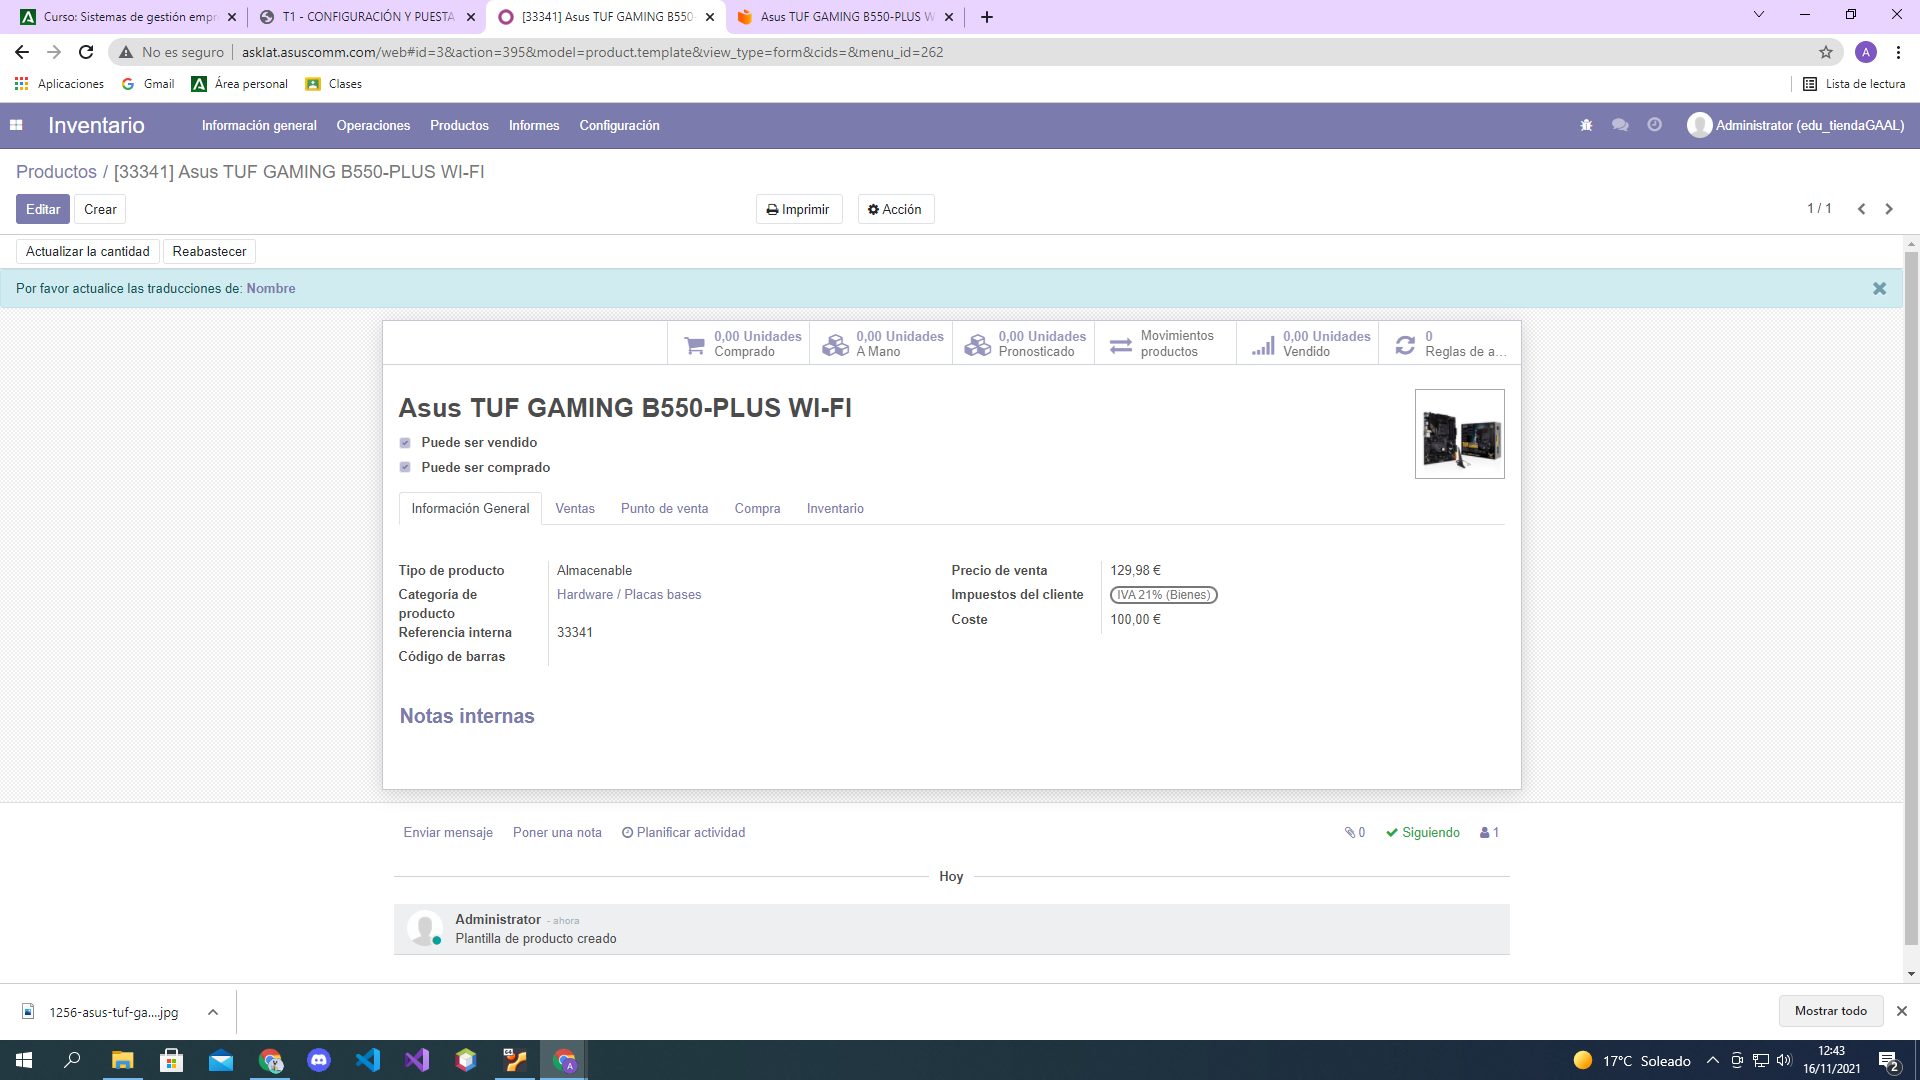 Curso: Sistemas de gestión empr
T1 - CONFIGURACIÓN Y PUESTA
[33341] Asus TUF GAMING B550-
Asus TUF GAMING B550-PLUS W
No es seguro
asklat.asuscomm.com/web#id=3&action=395&model=product.template&view_type=form&cids=&menu_id=262
A
Aplicaciones
Gmail
Área personal
Clases
Lista de lectura
Inventario
Información general
Operaciones
Productos
Informes
Configuración
Administrator (edu_tiendaGAAL)
Productos / [33341] Asus TUF GAMING B550-PLUS WI-FI
Editar
Crear
Imprimir
Acción
1 / 1
Actualizar la cantidad
Reabastecer
Por favor actualice las traducciones de: Nombre
0,00 Unidades
Comprado
0,00 Unidades
A Mano
0,00 Unidades
Pronosticado
Movimientos
productos
0,00 Unidades
Vendido
0
Reglas de a...
Asus TUF GAMING B550-PLUS WI-FI
Puede ser vendido
Puede ser comprado
Información General
Ventas
Punto de venta
Compra
Inventario
Tipo de producto
Almacenable
Categoría de
producto
Hardware / Placas bases
Referencia interna
33341
Código de barras
Precio de venta
129,98 €
Impuestos del cliente
IVA 21% (Bienes)
Coste
100,00 €
Notas internas
Enviar mensaje
Poner una nota
Planificar actividad
0
Siguiendo
1
Hoy
Administrator - ahora
Plantilla de producto creado
1256-asus-tuf-ga....jpg
Mostrar todo
17°C Soleado
12:43
16/11/2021
2